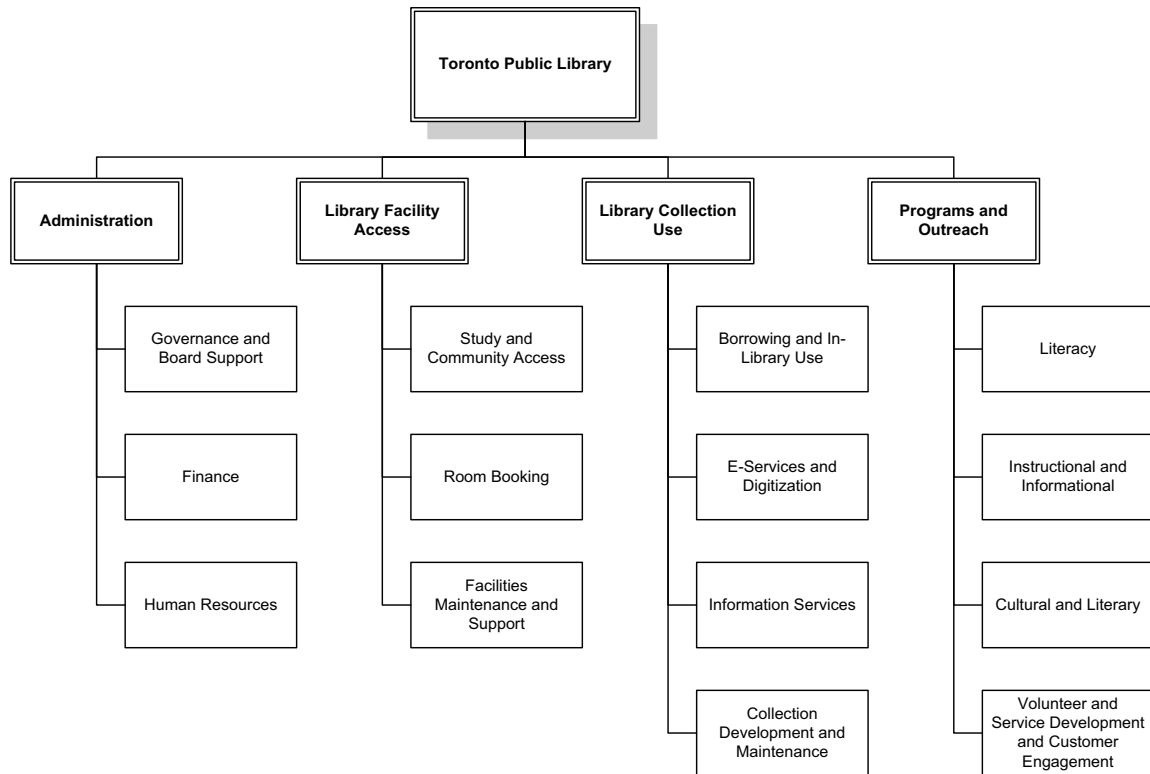 Toronto Public Library
Administration
Library Facility
Access
Library Collection
Use
Programs and
Outreach
Governance and
Board Support
Study and
Community Access
Borrowing and In-
Library Use
Literacy
Finance
Room Booking
E-Services and
Digitization
Instructional and
Informational
Human Resources
Facilities
Maintenance and
Support
Information Services
Cultural and Literary
Collection
Development and
Maintenance
Volunteer and
Service Development
and Customer
Engagement